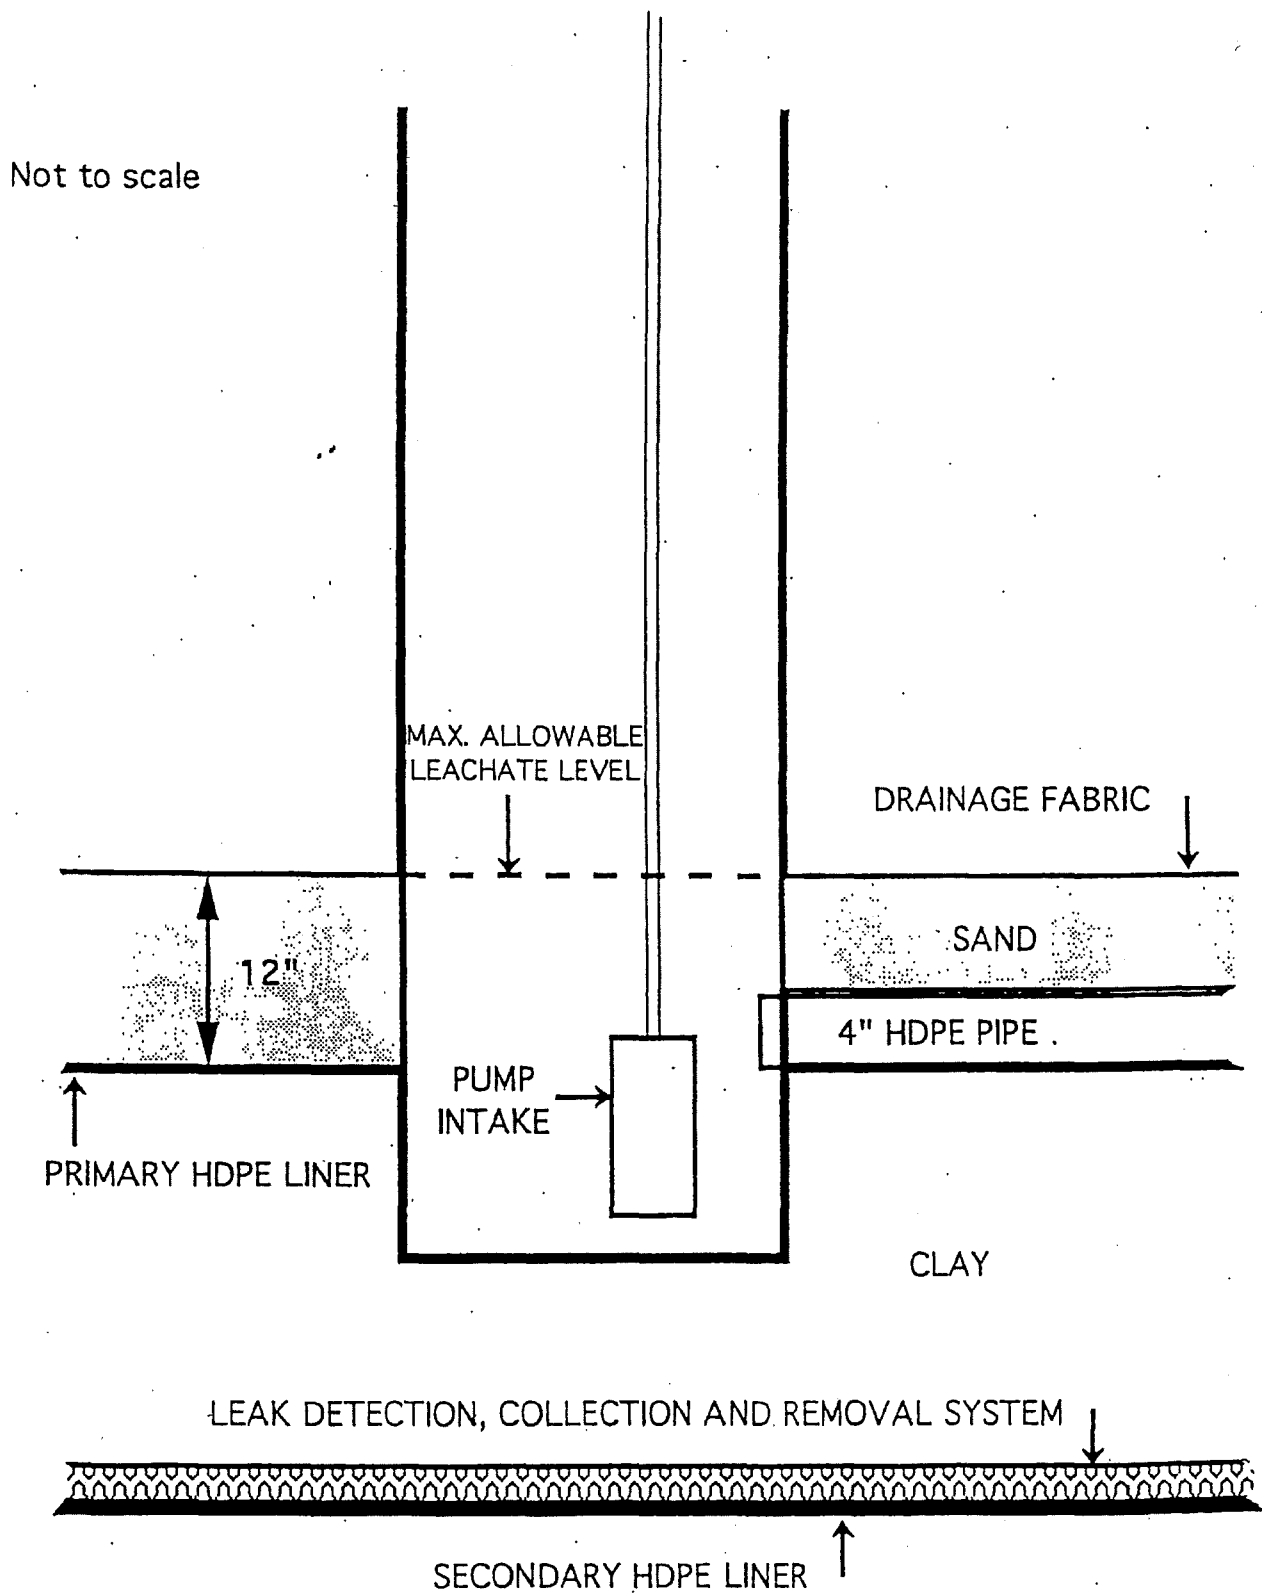 Not to scale
MAX. ALLOWABLE
LEACHATE LEVEL
DRAINAGE FABRIC
SAND
12"
4" HDPE PIPE .
PUMP
INTAKE
PRIMARY HDPE LINER
CLAY
LEAK DETECTION, COLLECTION AND REMOVAL SYSTEM
SECONDARY HDPE LINER